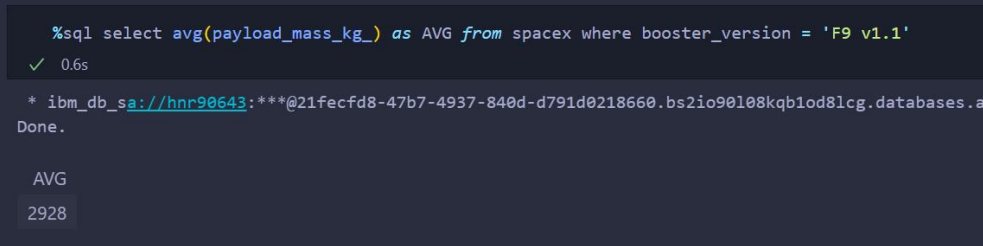 %sql select avg(payload_mass_kg_) as AVG from spacex where booster_version = 'F9 v1.1'
✓ 0.6s
* ibm_db_sa://hnr90643:***@21fecfd8-47b7-4937-840d-d791d0218660.bs2io90l08kqb1od8lcg.databases.a
Done.
AVG
2928